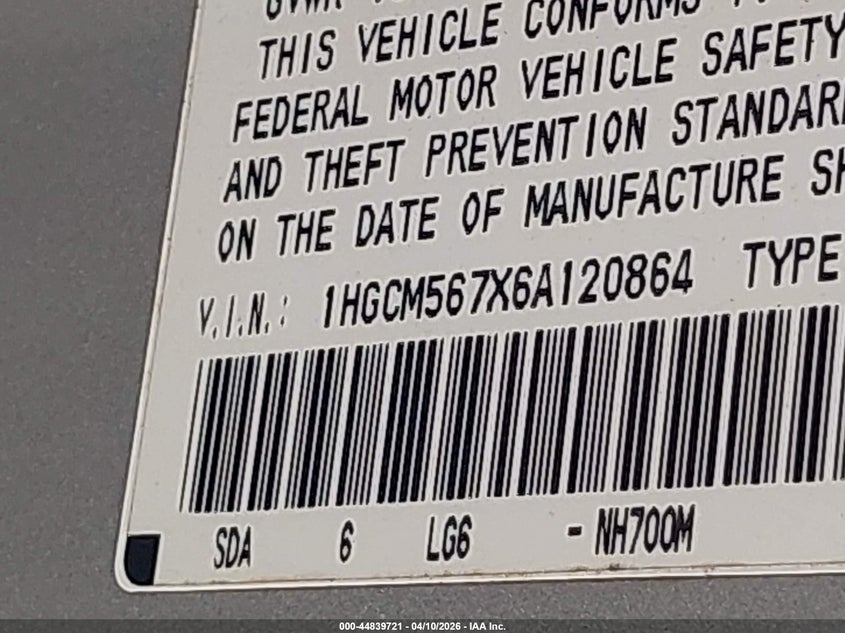 THIS VEHICLE CONFORMS
FEDERAL MOTOR VEHICLE SAFETY
AND THEFT PREVENTION STANDARD
ON THE DATE OF MANUFACTURE SH
V.I.N.: 1HGCM567X6A120864 TYPE
SDA 6 LG6 - NH700M
000-44839721 - 04/10/2026 - IAA Inc.